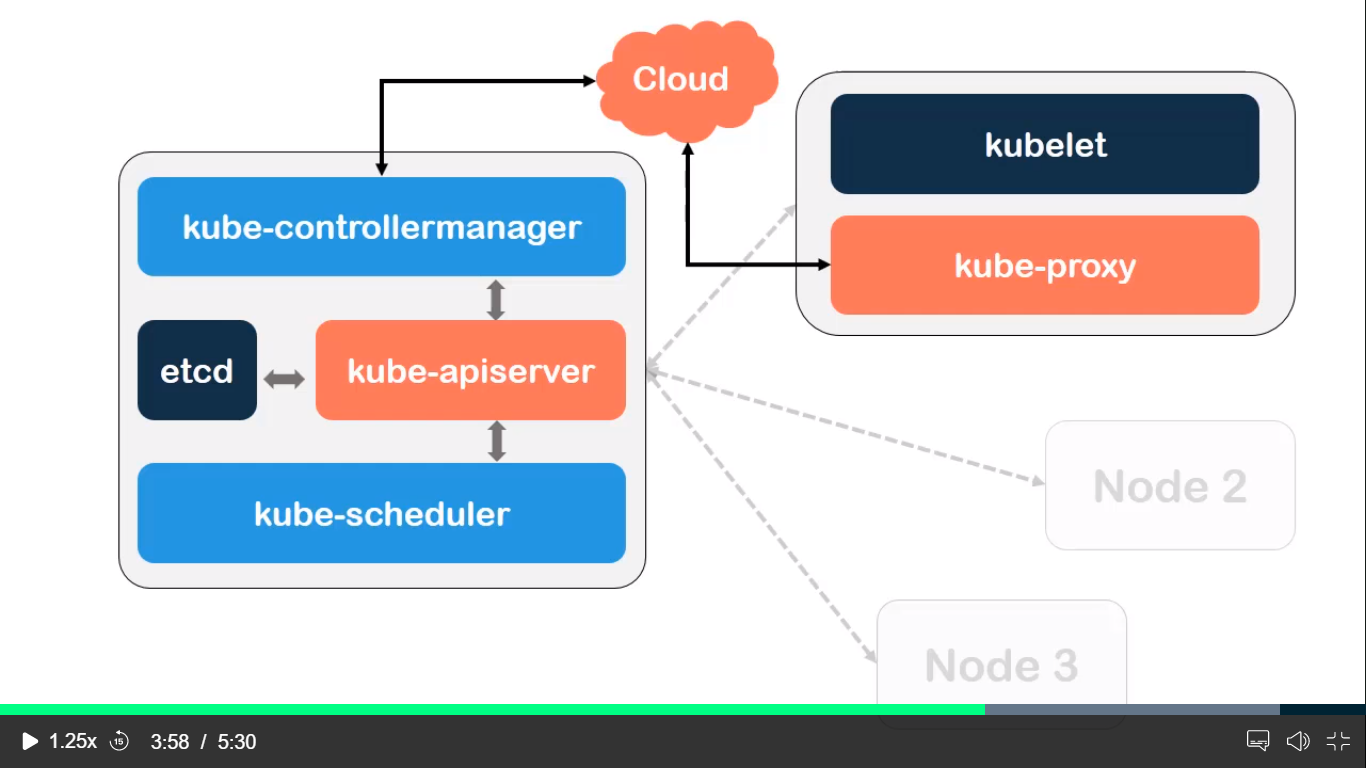 Cloud
kubelet
kube-proxy
kube-controllermanager
etcd
kube-apiserver
kube-scheduler
Node 2
Node 3
1.25x 15 3:58 / 5:30